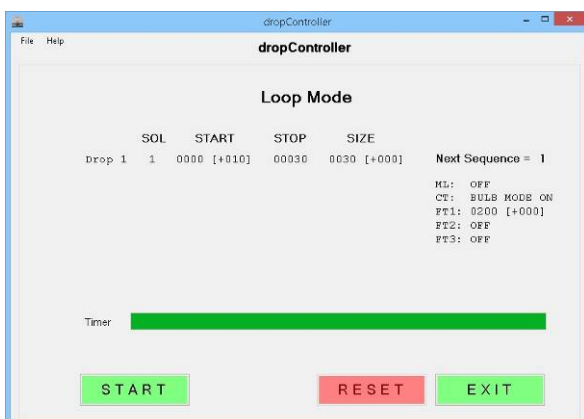 dropController
File Help
dropController
Loop Mode
SOL START STOP SIZE
Drop 1 1 0000 [+010] 00030 0030 [+000]
Next Sequence = 1
ML: OFF
CT: BULB MODE ON
FT1: 0200 [+000]
FT2: OFF
FT3: OFF
Timer
START RESET EXIT